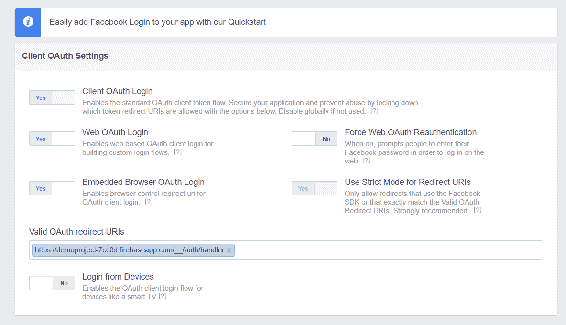 Easily add Facebook Login to your app with our Quickstart
Client OAuth Settings
Yes
Client OAuth Login
Enables the standard OAuth client token flow. Secure your application and prevent abuse by locking down
which token redirect URIs are allowed with the options below. Disable globally if not used. [?]
Yes
Web OAuth Login
Enables web based OAuth client login for
building custom login flows. [?]
No
Force Web OAuth Reauthentication
When on, prompts people to enter their
Facebook password in order to log in on the
web. [?]
Yes
Embedded Browser OAuth Login
Enables browser control redirect uri for
OAuth client login. [?]
Yes
Use Strict Mode for Redirect URIs
Only allow redirects that use the Facebook
SDK or that exactly match the Valid OAuth
Redirect URIs. Strongly recommended. [?]
Valid OAuth redirect URIs
No
Login from Devices
Enables the OAuth client login flow for
devices like a smart TV [?]